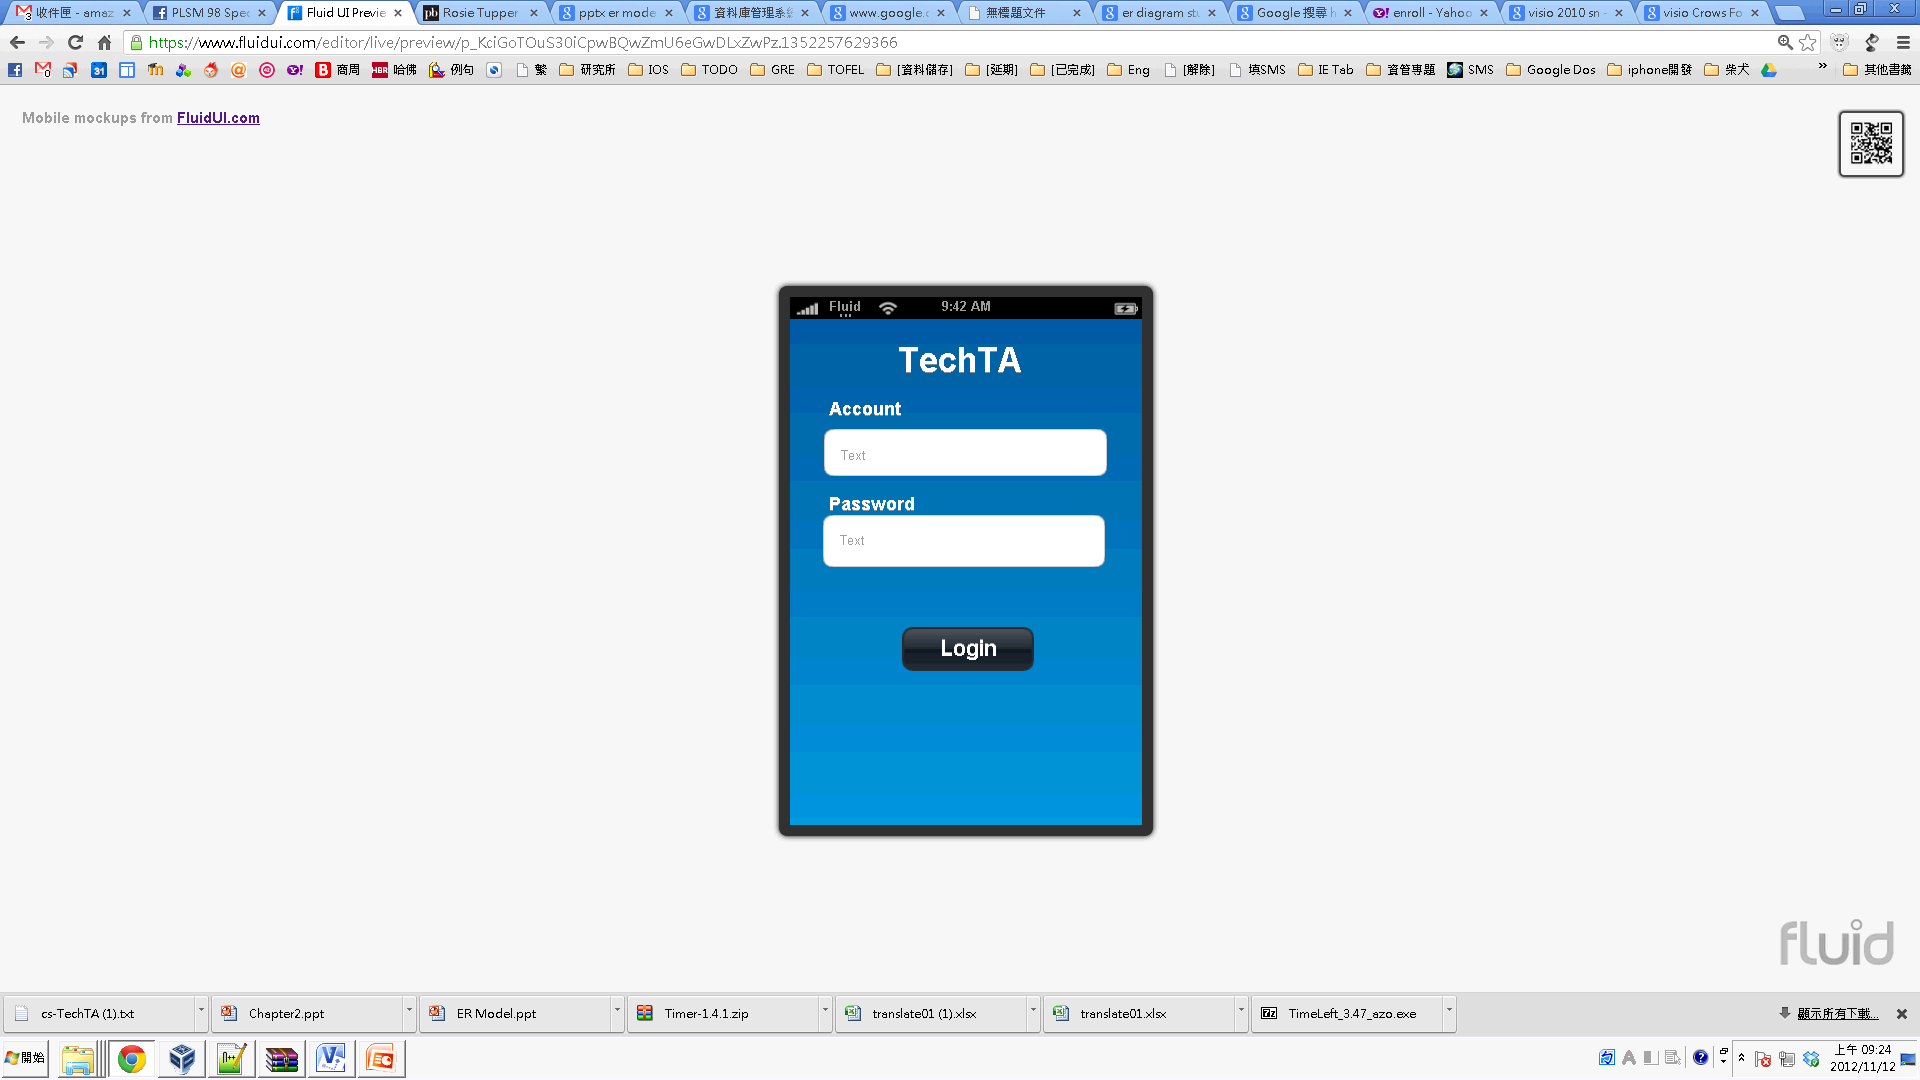 收件匣 - amaz
PLSM 98 Spec
Fluid UI Previe
Rosie Tupper
pptx er mode
資料庫管理系統
www.google.c
無標題文件
er diagram stu
Google 搜尋 h
enroll - Yahoo
visio 2010 sn -
visio Crows Fo
https://www.fluidui.com/editor/live/preview/p_KciGoTOuS30iCpwBQwZmU6eGwDLxZwPz.1352257629366
商周
哈佛
例句
繁
研究所
IOS
TODO
GRE
TOFEL
[資料儲存]
[延期]
[已完成]
Eng
[解除]
填SMS
IE Tab
資管專題
SMS
Google Dos
iphone開發
柴犬
其他書籤
Mobile mockups from FluidUI.com
Fluid
9:42 AM
TechTA
Account
Text
Password
Text
Login
fluid
cs-TechTA (1).txt
Chapter2.ppt
ER Model.ppt
Timer-1.4.1.zip
translate01 (1).xlsx
translate01.xlsx
TimeLeft_3.47_azo.exe
顯示所有下載...
開始
上午 09:24
2012/11/12